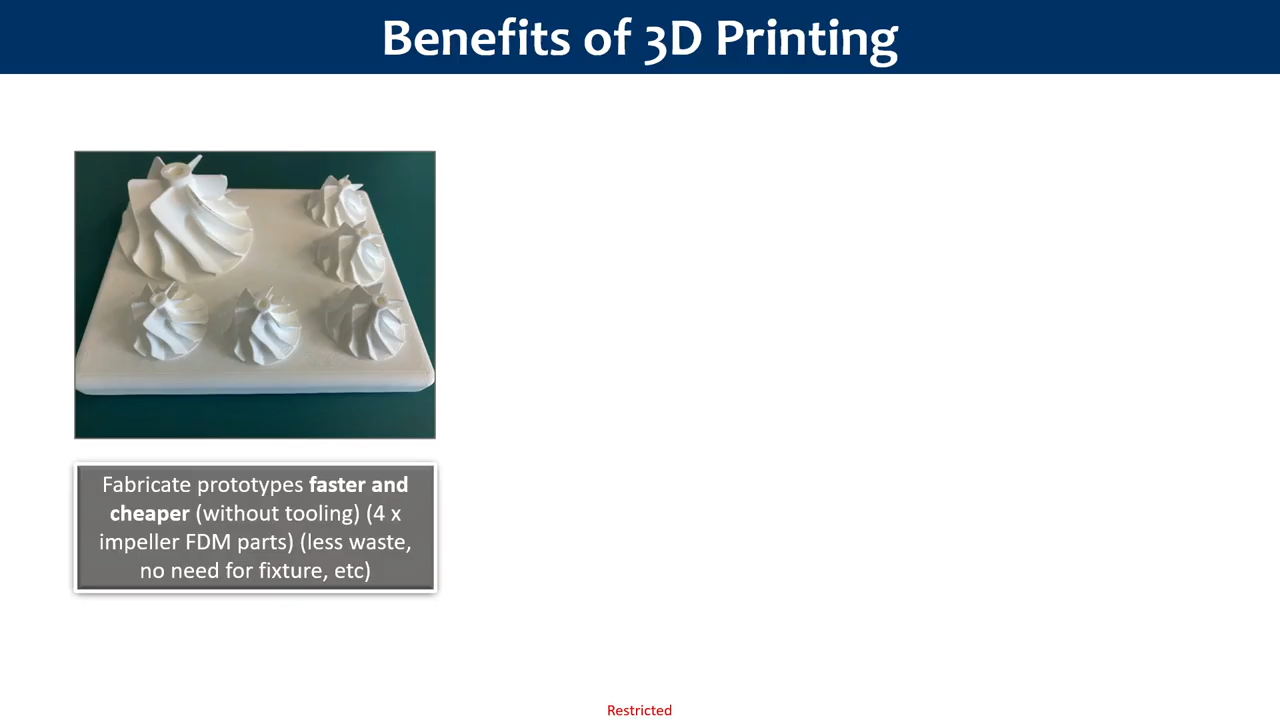 Benefits of 3D Printing
Fabricate prototypes faster and
cheaper (without tooling) (4 x
impeller FDM parts) (less waste,
no need for fixture, etc)
Restricted